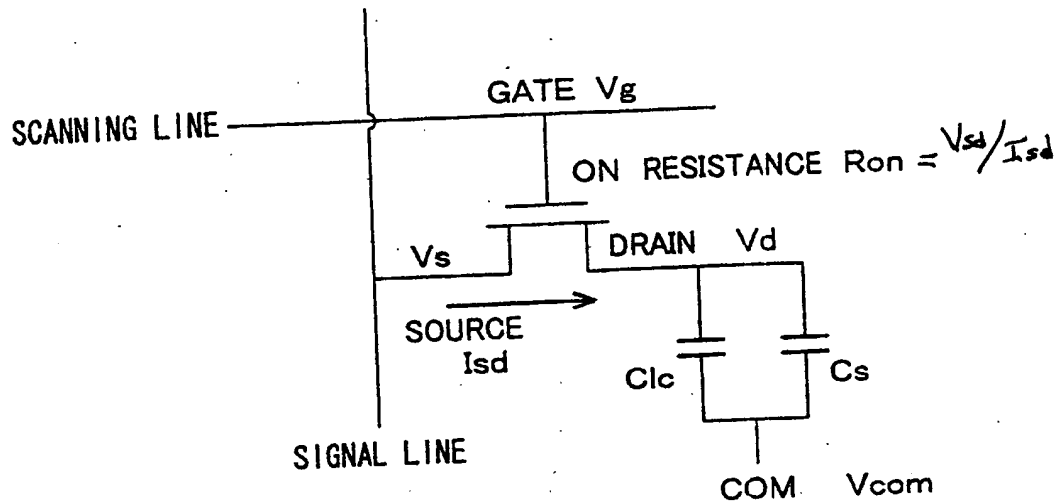 GATE Vg
SCANNING LINE
ON RESISTANCE Ron = Vsd/Isd
Vs
DRAIN Vd
SOURCE
Isd
Clc
Cs
SIGNAL LINE
COM Vcom